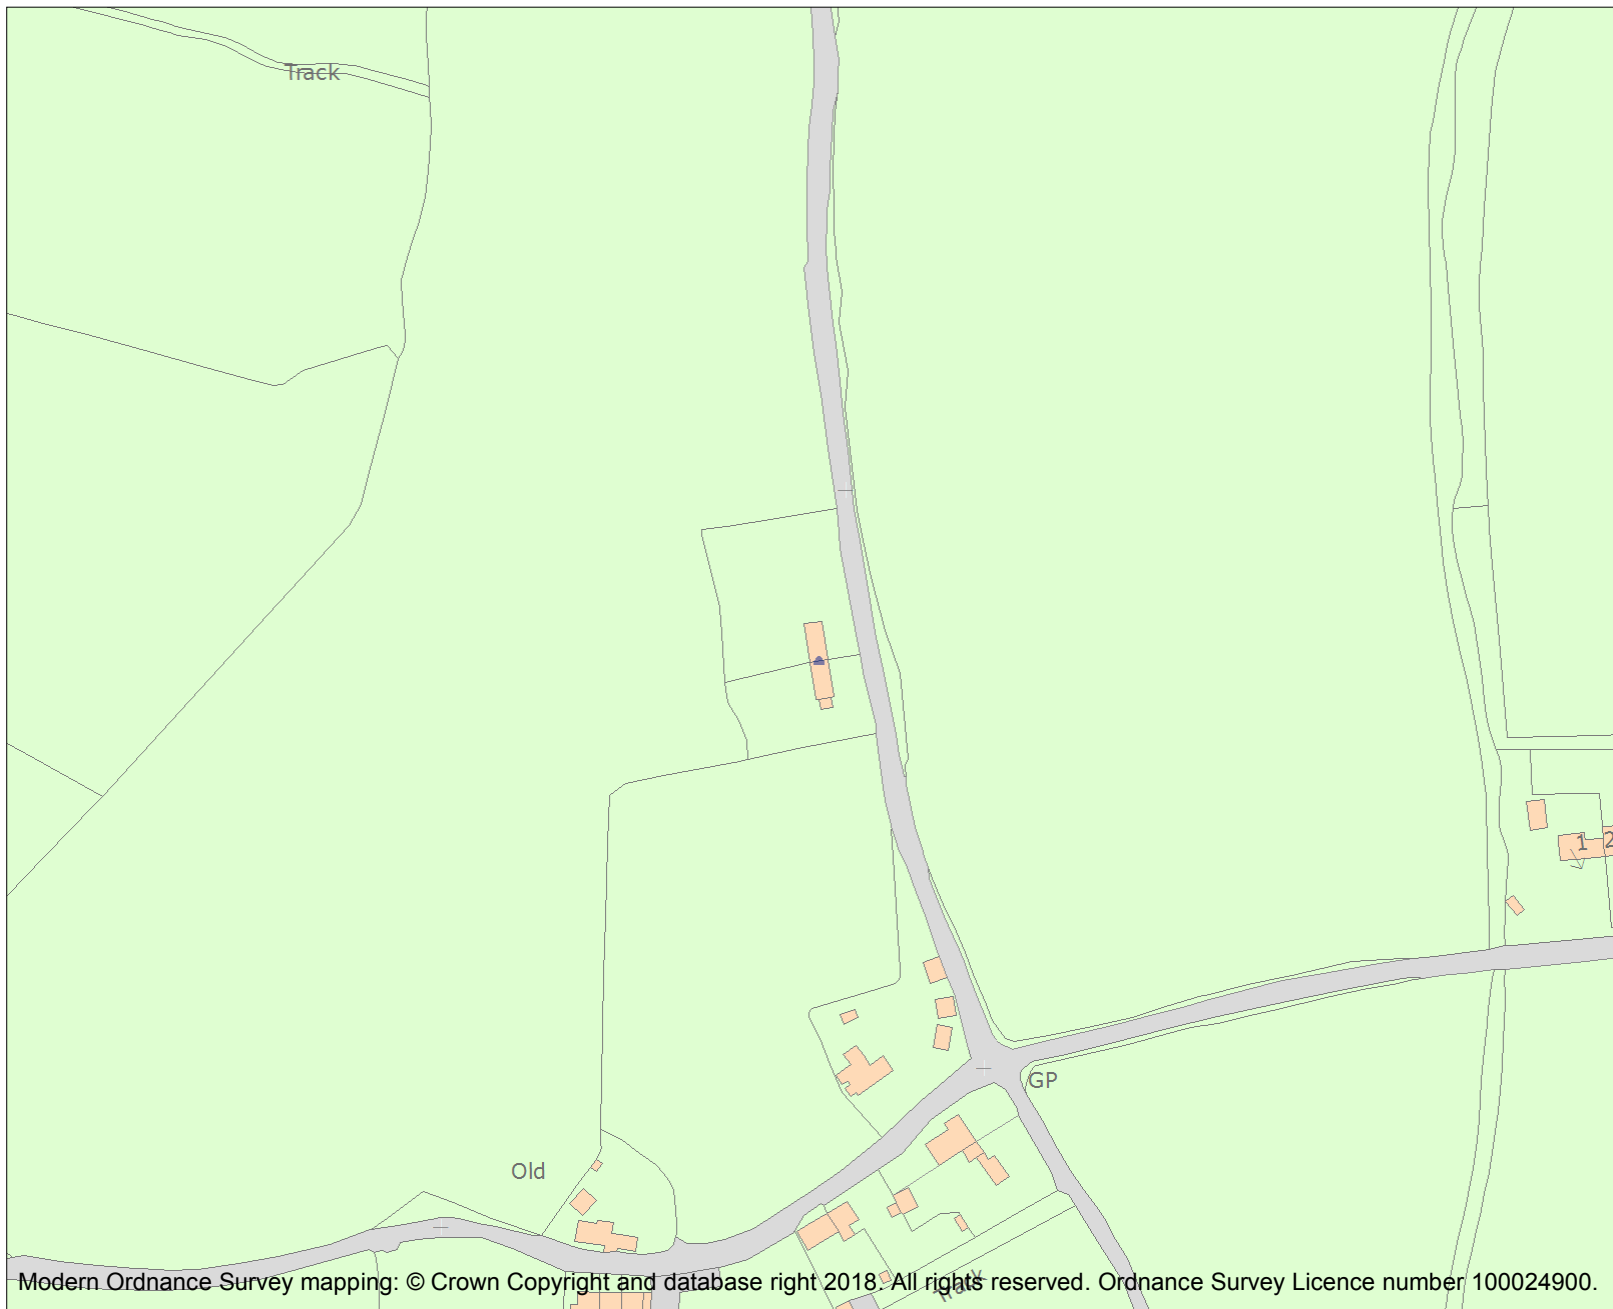 Track
1
2
GP
Old
Track
Modern Ordnance Survey mapping: © Crown Copyright and database right 2018. All rights reserved. Ordnance Survey Licence number 100024900.